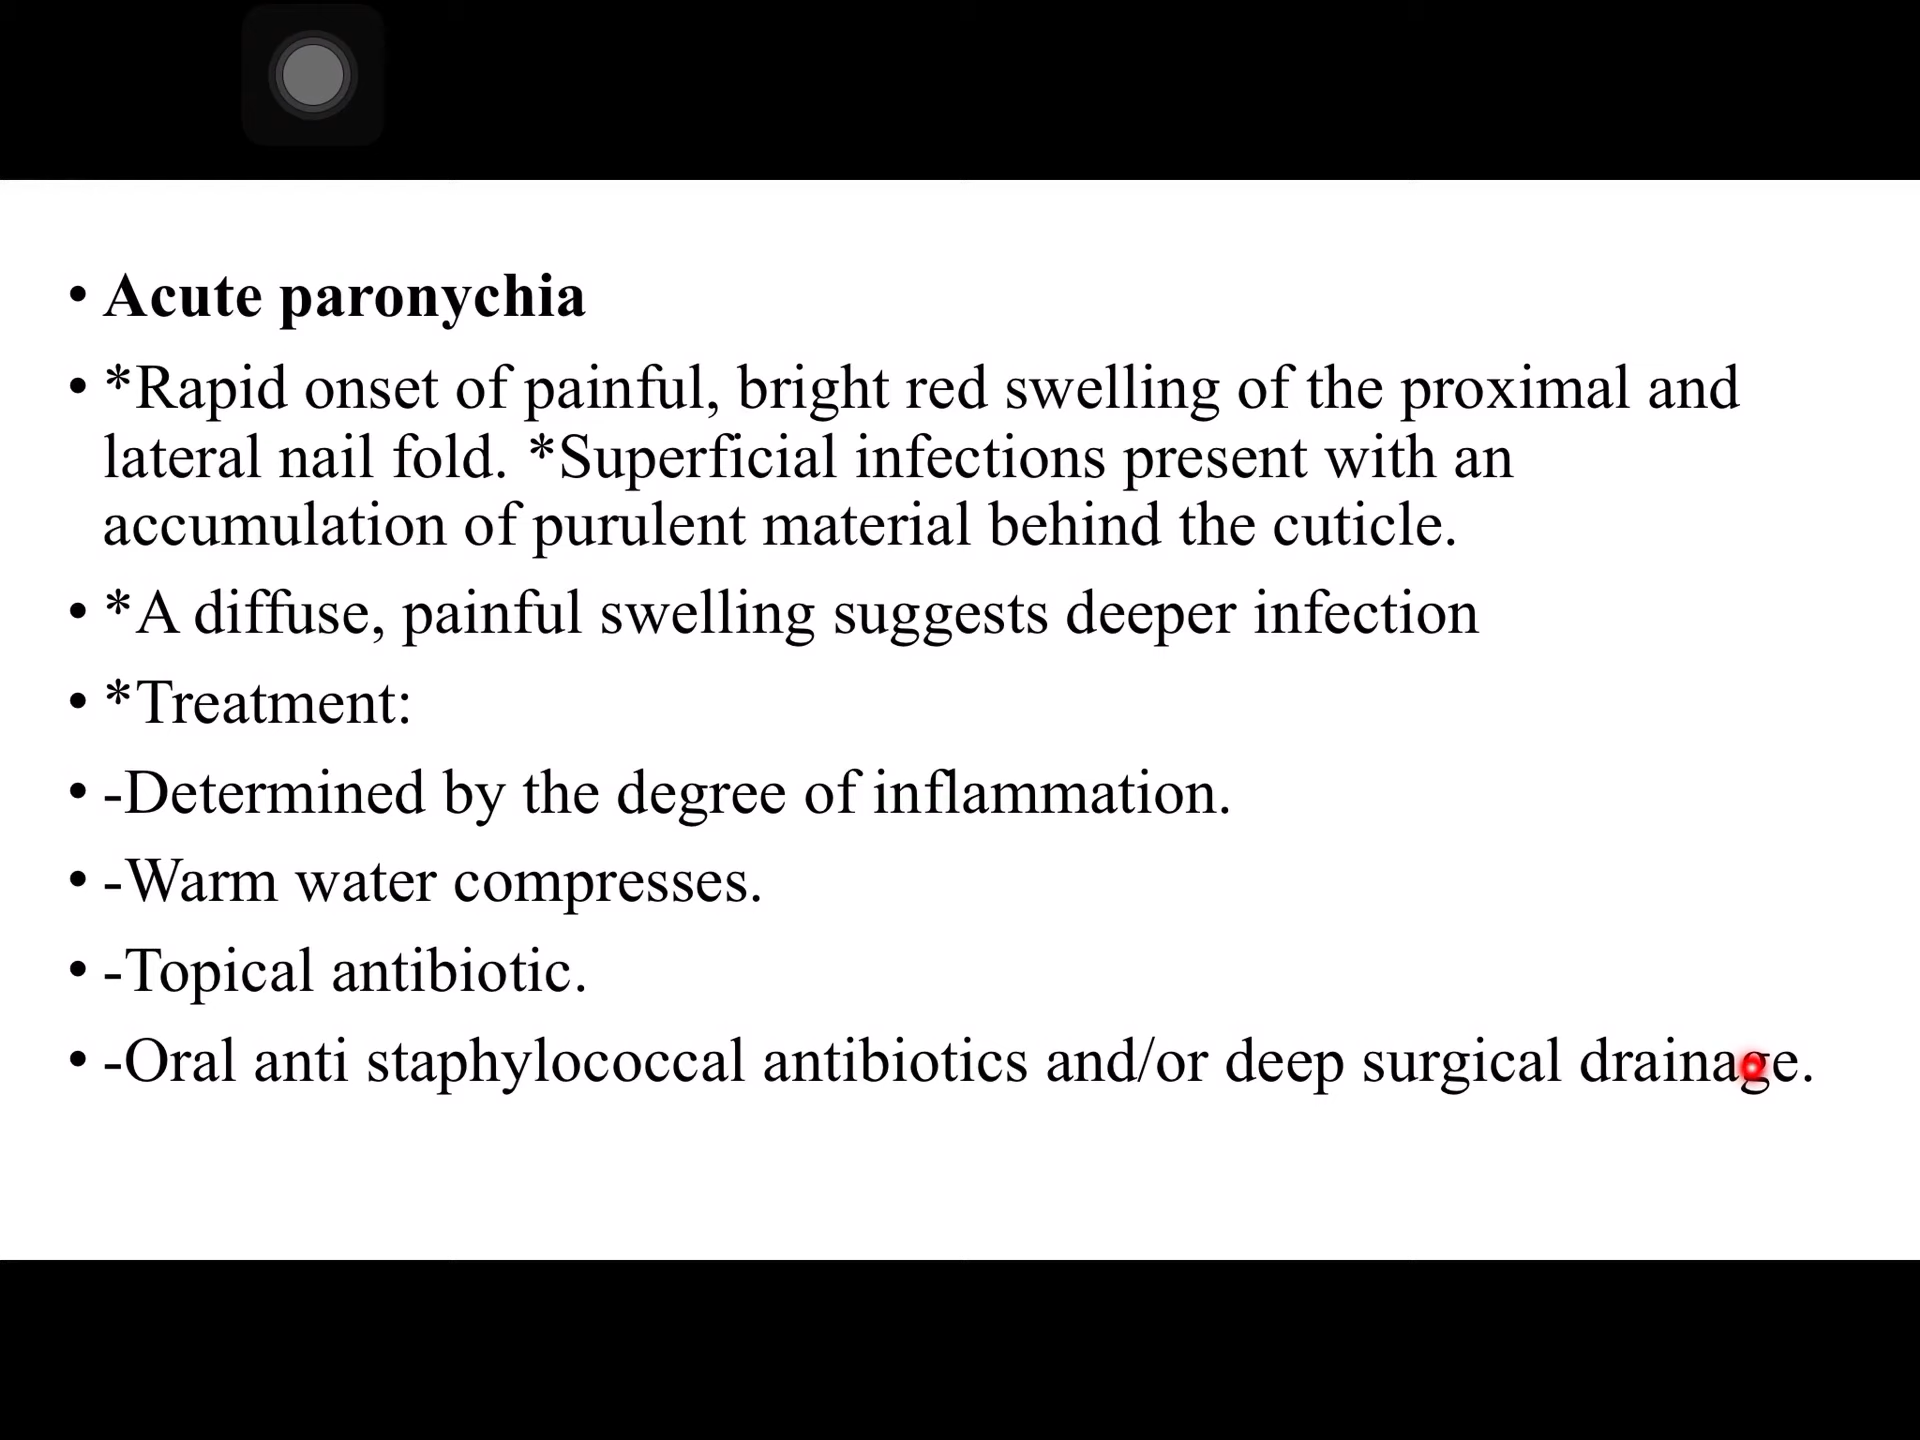 • Acute paronychia
• *Rapid onset of painful, bright red swelling of the proximal and
lateral nail fold. *Superficial infections present with an
accumulation of purulent material behind the cuticle.
• *A diffuse, painful swelling suggests deeper infection
• *Treatment:
• -Determined by the degree of inflammation.
• -Warm water compresses.
• -Topical antibiotic.
• -Oral anti staphylococcal antibiotics and/or deep surgical drainage.